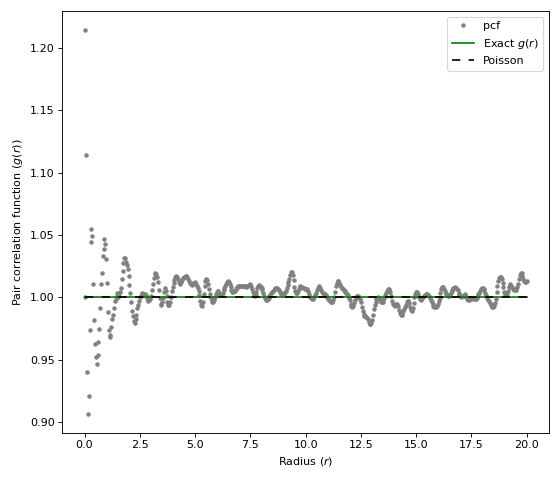 1.20
1.15
1.10
1.05
1.00
0.95
0.90
Pair correlation function (g(r))
pcf
Exact g(r)
Poisson
0.0 2.5 5.0 7.5 10.0 12.5 15.0 17.5 20.0
Radius (r)